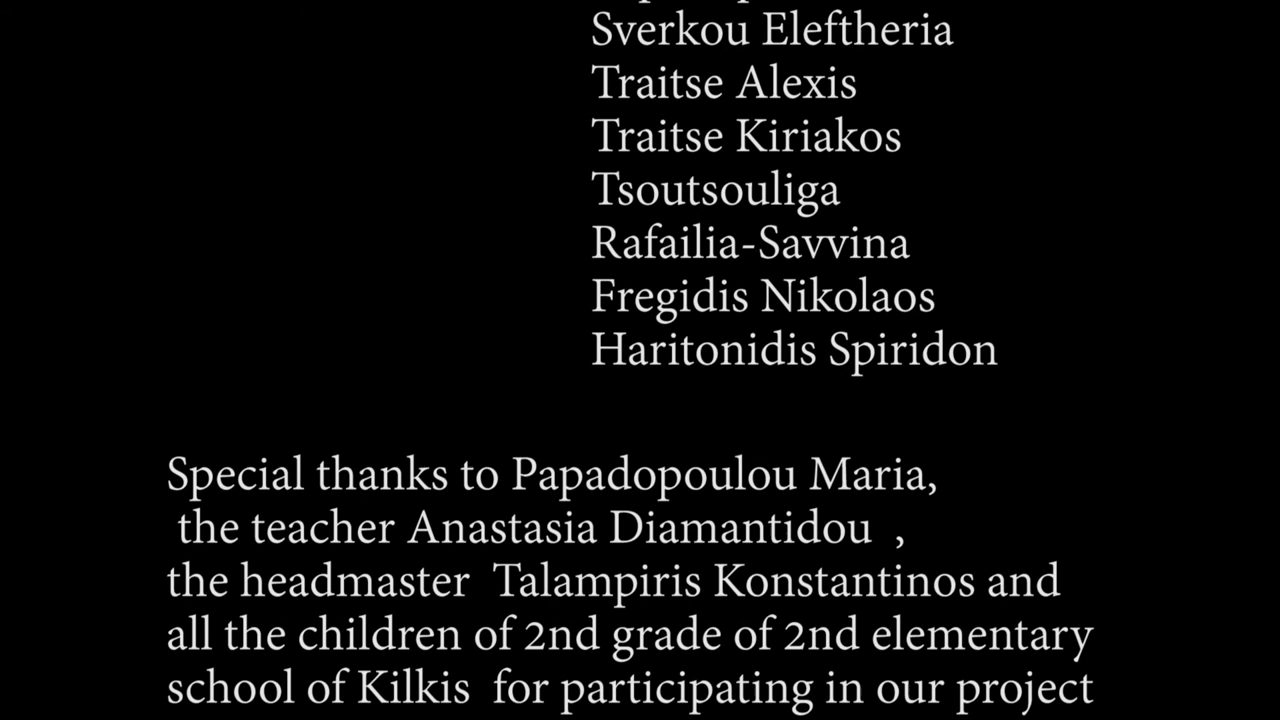 Sverkou Eleftheria
Traitse Alexis
Traitse Kiriakos
Tsoutsouliga
Rafailia-Savvina
Fregidis Nikolaos
Haritonidis Spiridon
Special thanks to Papadopoulou Maria,
the teacher Anastasia Diamantidou ,
the headmaster Talampiris Konstantinos and
all the children of 2nd grade of 2nd elementary
school of Kilkis for participating in our project